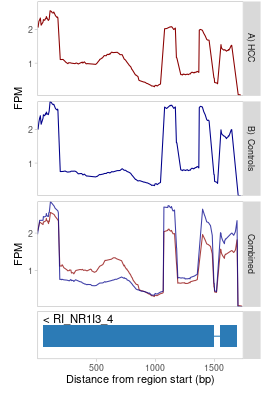 A) HCC
FPM
2
1
B) Controls
FPM
2
1
Combined
FPM
2
1
< RI_NR1I3_4
500
1000
1500
Distance from region start (bp)